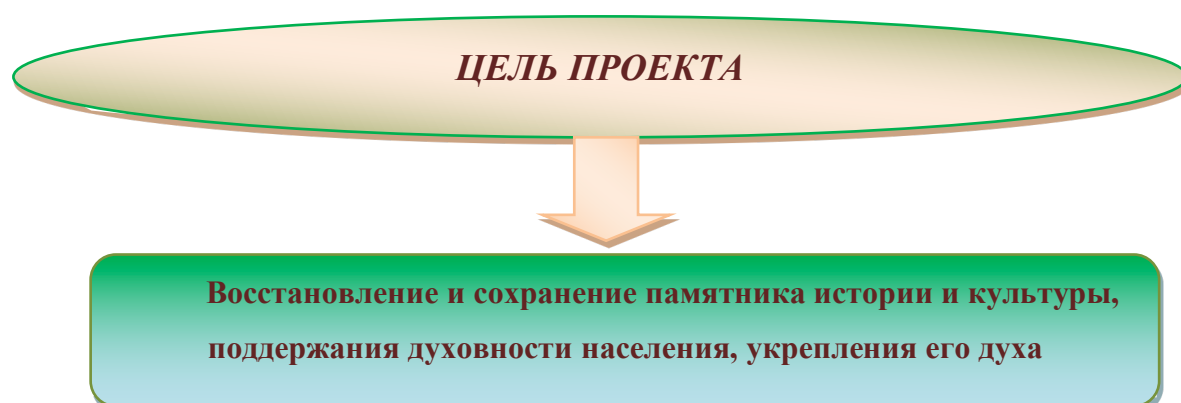 ЦЕЛЬ ПРОЕКТА
Восстановление и сохранение памятника истории и культуры,
поддержания духовности населения, укрепления его духа